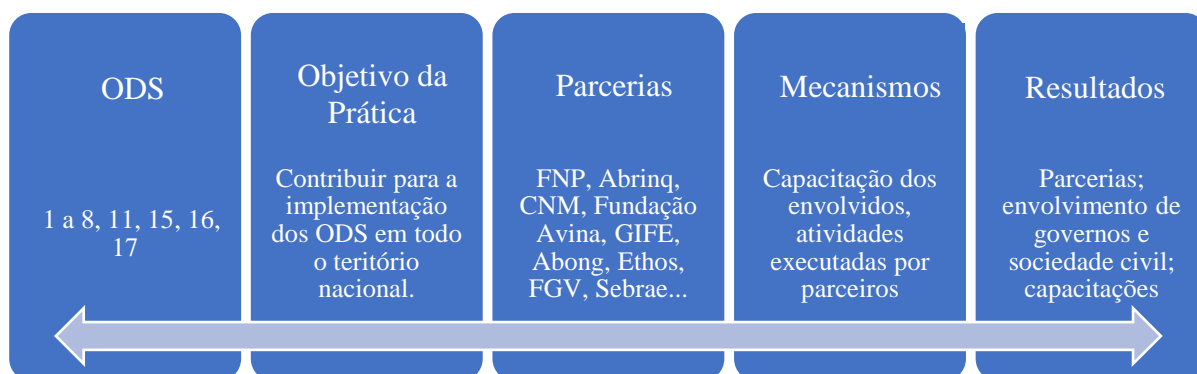 ODS
1 a 8, 11, 15, 16,
17
Objetivo da
Prática
Contribuir para a
implementação
dos ODS em todo
o teritório
nacional.
Parcerias
FNP, Abrinq,
CNM, Fundação
Avina, GIFE,
Abong, Ethos,
FGV, Sebrae...
Mecanismos
Capacitação dos
envolvidos,
atividades
executadas por
parceiros
Resultados
Parcerias;
envolvimento de
governos e
sociedade civil;
capacitações